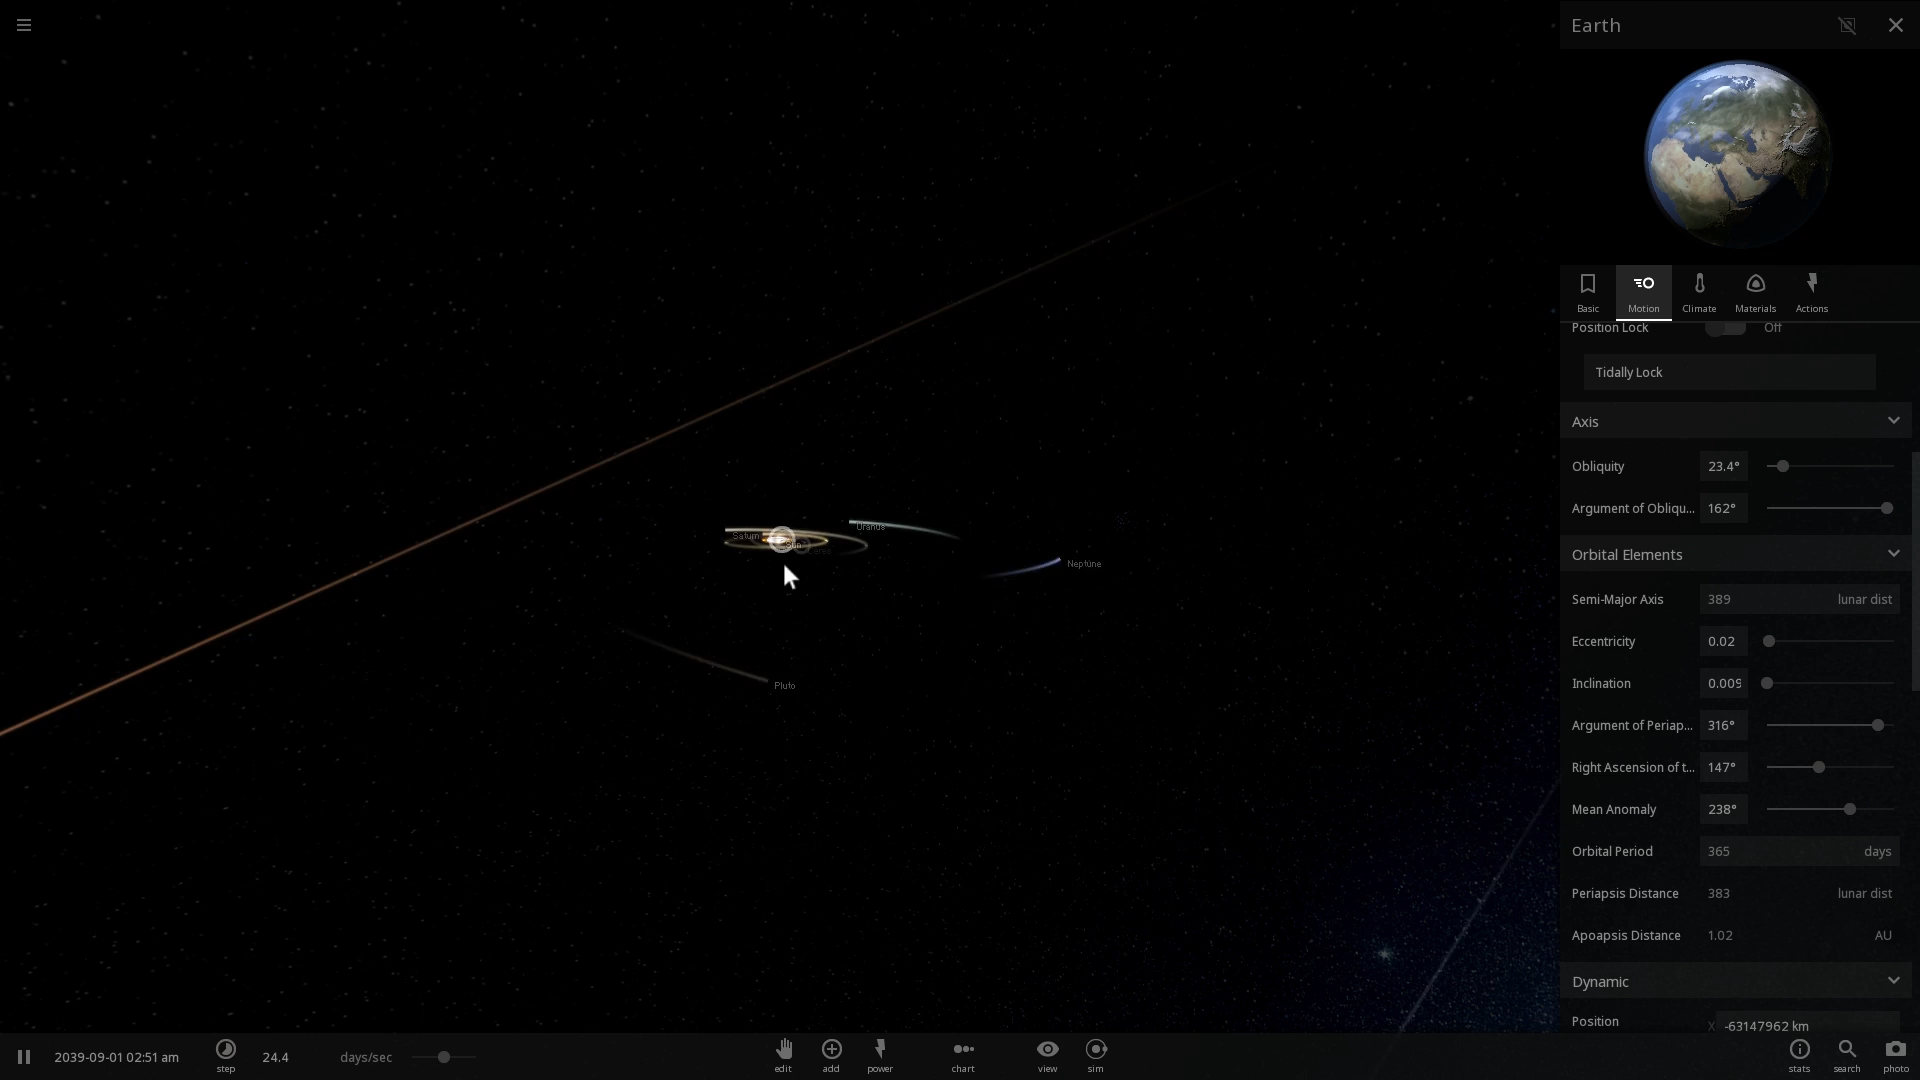 Earth
Basic
Motion
Climate
Materials
Actions
Position Lock
Off
Tidally Lock
Axis
Obliquity
23.4°
Argument of Obliqu...
162°
Orbital Elements
Semi-Major Axis
389
lunar dist
Eccentricity
0.02
Inclination
0.009
Argument of Periap...
316°
Right Ascension of t...
147°
Mean Anomaly
238°
Orbital Period
365
days
Periapsis Distance
383
lunar dist
Apoapsis Distance
1.02
AU
Dynamic
Position
X
-63147962 km
Saturn
Sun
Uranus
Neptune
Pluto
2039-09-01 02:51 am
step
24.4
days/sec
edit
add
power
chart
view
sim
stats
search
photo